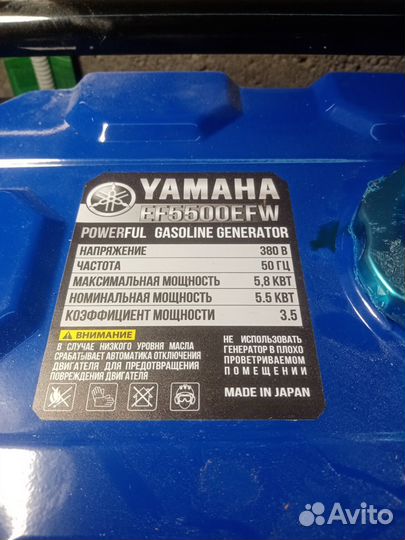 YAMAHA
EF5500EFW
POWERFUL GASOLINE GENERATOR
НАПРЯЖЕНИЕ 380 В
ЧАСТОТА 50 ГЦ
МАКСИМАЛЬНАЯ МОЩНОСТЬ 5,8 КВТ
НОМИНАЛЬНАЯ МОЩНОСТЬ 5.5 КВТ
КОЭФФИЦИЕНТ МОЩНОСТИ 3.5
ВНИМАНИЕ
В СЛУЧАЕ НИЗКОГО УРОВНЯ МАСЛА
СРАБАТЫВАЕТ АВТОМАТИКА ОТКЛЮЧЕНИЯ
ДВИГАТЕЛЯ ДЛЯ ПРЕДОТВРАЩЕНИЯ
ПОВРЕЖДЕНИЯ ДВИГАТЕЛЯ
НЕ ИСПОЛЬЗОВАТЬ
ГЕНЕРАТОР В ПЛОХО
ПРОВЕТРИВАЕМОМ
ПОМЕЩЕНИИ
MADE IN JAPAN
Avito